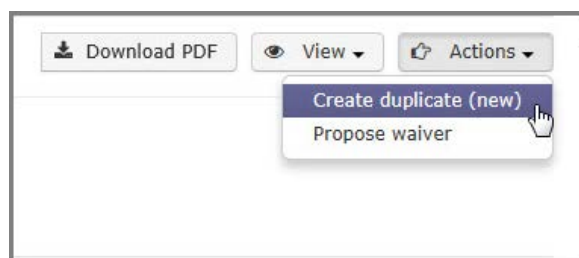 Download PDF View Actions
Create duplicate (new)
Propose waiver